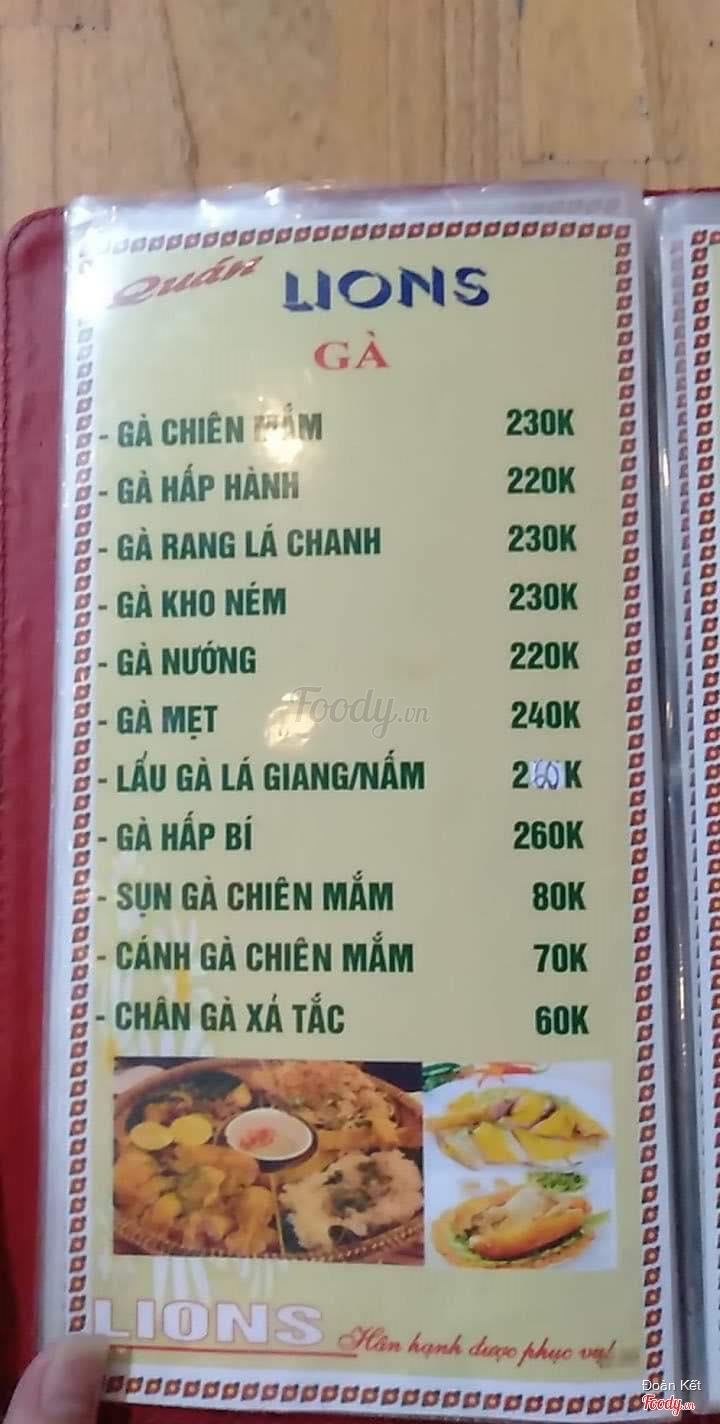 Quán LIONS
GÀ
- GÀ CHIÊN MẮM 230K
- GÀ HẤP HÀNH 220K
- GÀ RANG LÁ CHANH 230K
- GÀ KHO NÉM 230K
- GÀ NƯỚNG 220K
- GÀ MẸT 240K
Foody.vn
- LẨU GÀ LÁ GIANG/NẤM 260K
- GÀ HẤP BÍ 260K
- SỤN GÀ CHIÊN MẮM 80K
- CÁNH GÀ CHIÊN MẮM 70K
- CHÂN GÀ XẢ TẮC 60K
LIONS Hân hạnh được phục vụ!
Đoàn Kết
Foody.vn